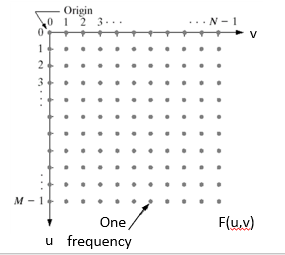 Origin
0 1 2 3 · · · · · · N – 1
v
0
1
2
3
⋮
⋮
M – 1
One
frequency
F(u,v)
u